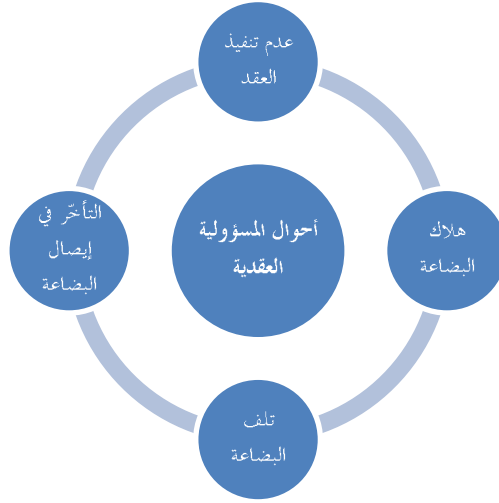 عدم تنفيذ
العقد
أحوال المسؤولية
العقدية
هلاك
البضاعة
تلف
البضاعة
التأخّر في
إيصال
البضاعة